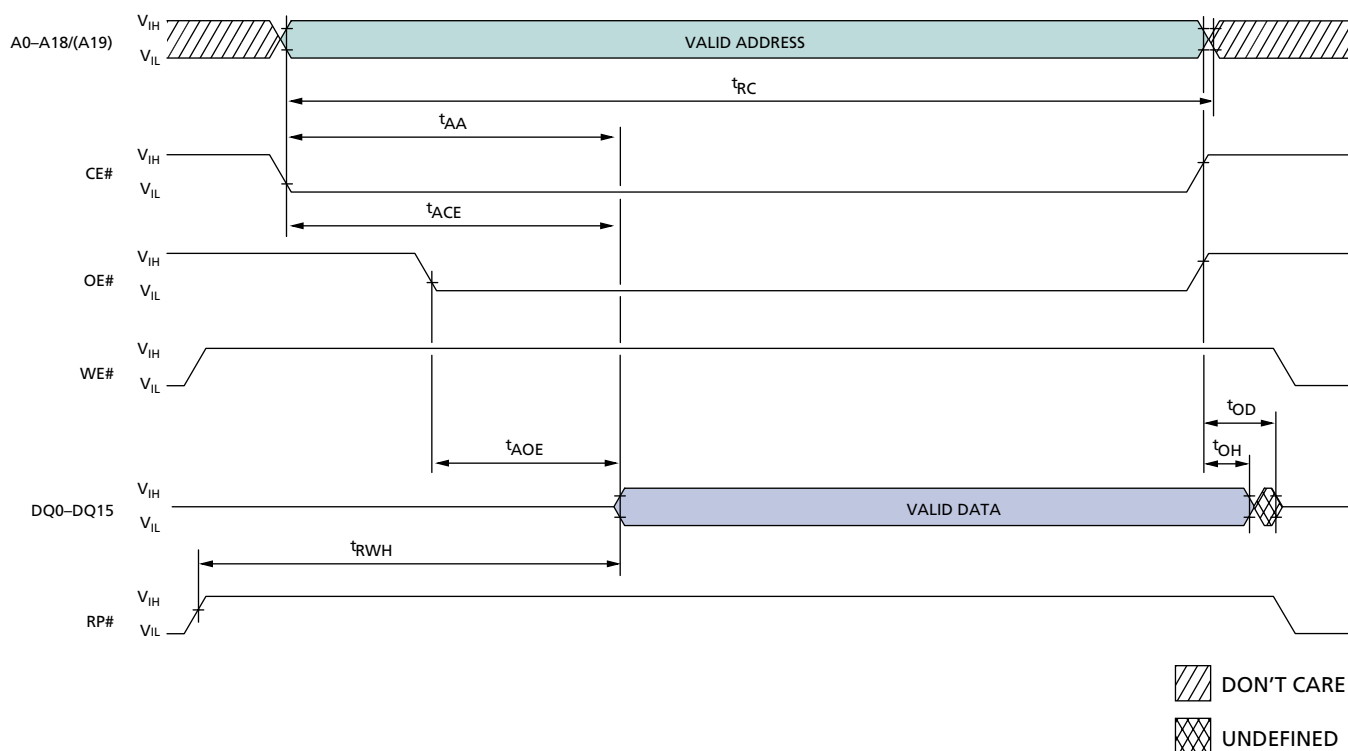 A0–A18/(A19)
VIH
VIL
VALID ADDRESS
tRC
tAA
CE#
VIH
VIL
tACE
OE#
VIH
VIL
WE#
VIH
VIL
tOD
tAOE
tOH
DQ0–DQ15
VIH
VIL
VALID DATA
tRWH
RP#
VIH
VIL
DON'T CARE
UNDEFINED